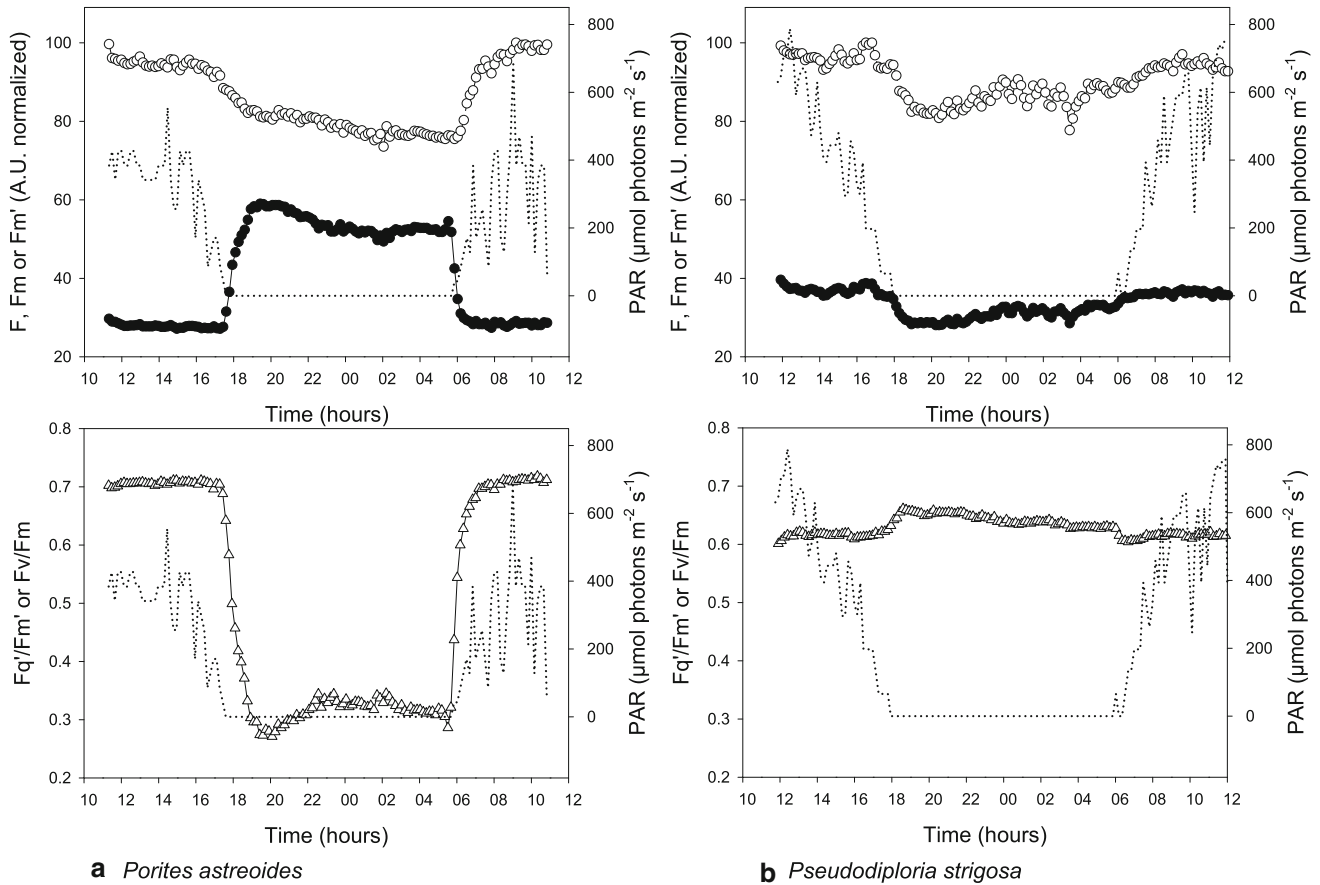 F, Fm or Fm' (A.U. normalized)
100
80
60
40
20
800
600
400
200
0
PAR (µmol photons m⁻² s⁻¹)
10 12 14 16 18 20 22 00 02 04 06 08 10 12
Time (hours)
F, Fm or Fm' (A.U. normalized)
100
80
60
40
20
800
600
400
200
0
PAR (µmol photons m⁻² s⁻¹)
10 12 14 16 18 20 22 00 02 04 06 08 10 12
Time (hours)
Fq'/Fm' or Fv/Fm
0.8
0.7
0.6
0.5
0.4
0.3
0.2
800
600
400
200
0
PAR (µmol photons m⁻² s⁻¹)
10 12 14 16 18 20 22 00 02 04 06 08 10 12
Time (hours)
Fq'/Fm' or Fv/Fm
0.8
0.7
0.6
0.5
0.4
0.3
0.2
800
600
400
200
0
PAR (µmol photons m⁻² s⁻¹)
10 12 14 16 18 20 22 00 02 04 06 08 10 12
Time (hours)
a Porites astreoides
b Pseudodiploria strigosa